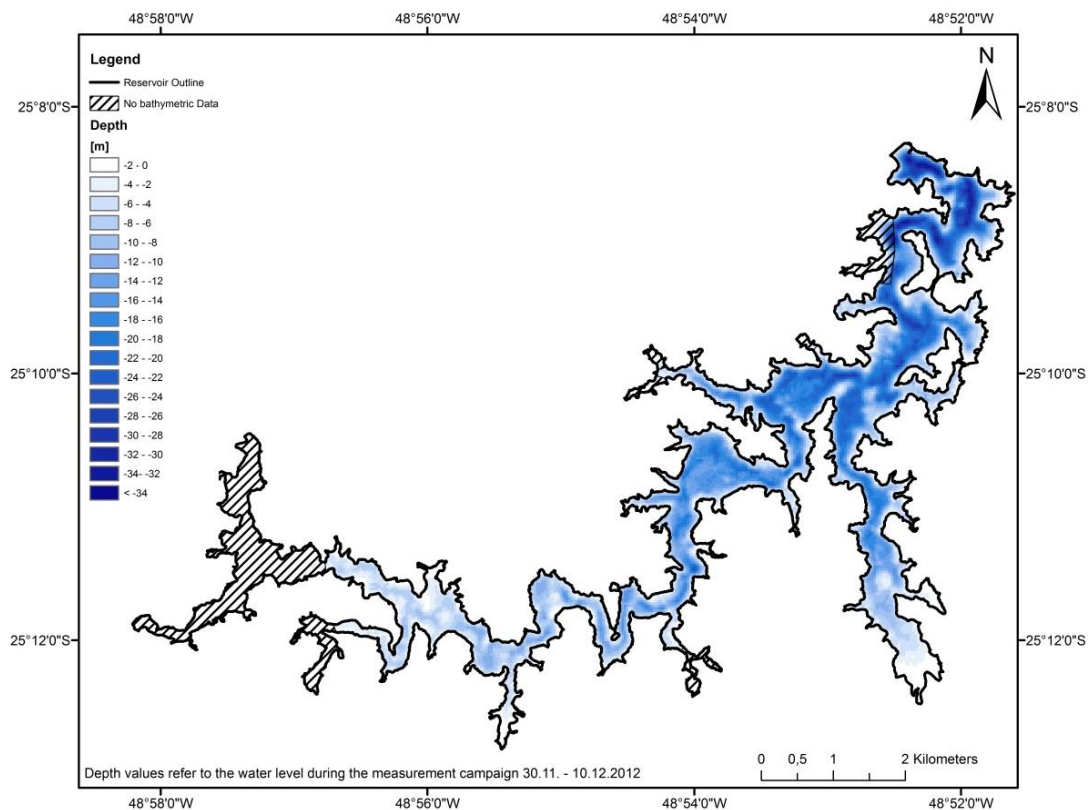 48°58'0"W 48°56'0"W 48°54'0"W 48°52'0"W
Legend
Reservoir Outline
No bathymetric Data
Depth
[m]
-2 - 0
-4 - -2
-6 - -4
-8 - -6
-10 - -8
-12 - -10
-14 - -12
-16 - -14
-18 - -16
-20 - -18
-22 - -20
-24 - -22
-26 - -24
-28 - -26
-30 - -28
-32 - -30
-34 - -32
< -34
N
25°8'0"S 25°8'0"S
25°10'0"S 25°10'0"S
25°12'0"S 25°12'0"S
0 0,5 1 2 Kilometers
Depth values refer to the water level during the measurement campaign 30.11. - 10.12.2012
48°58'0"W 48°56'0"W 48°54'0"W 48°52'0"W